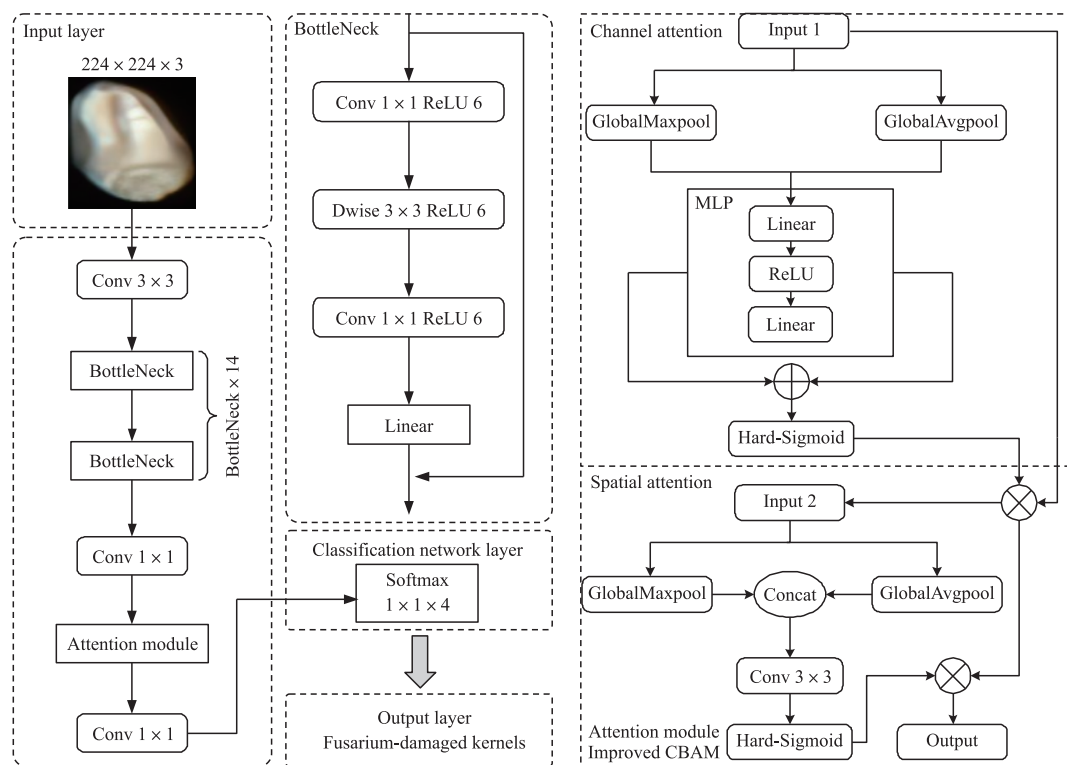 Input layer
224 × 224 × 3
Conv 3 × 3
BottleNeck
BottleNeck
BottleNeck × 14
Conv 1 × 1
Attention module
Conv 1 × 1
BottleNeck
Conv 1 × 1 ReLU 6
Dwise 3 × 3 ReLU 6
Conv 1 × 1 ReLU 6
Linear
Classification network layer
Softmax
1 × 1 × 4
Output layer
Fusarium-damaged kernels
Channel attention
Input 1
GlobalMaxpool
GlobalAvgpool
MLP
Linear
ReLU
Linear
Hard-Sigmoid
Spatial attention
Input 2
GlobalMaxpool
Concat
GlobalAvgpool
Conv 3 × 3
Hard-Sigmoid
Output
Attention module
Improved CBAM